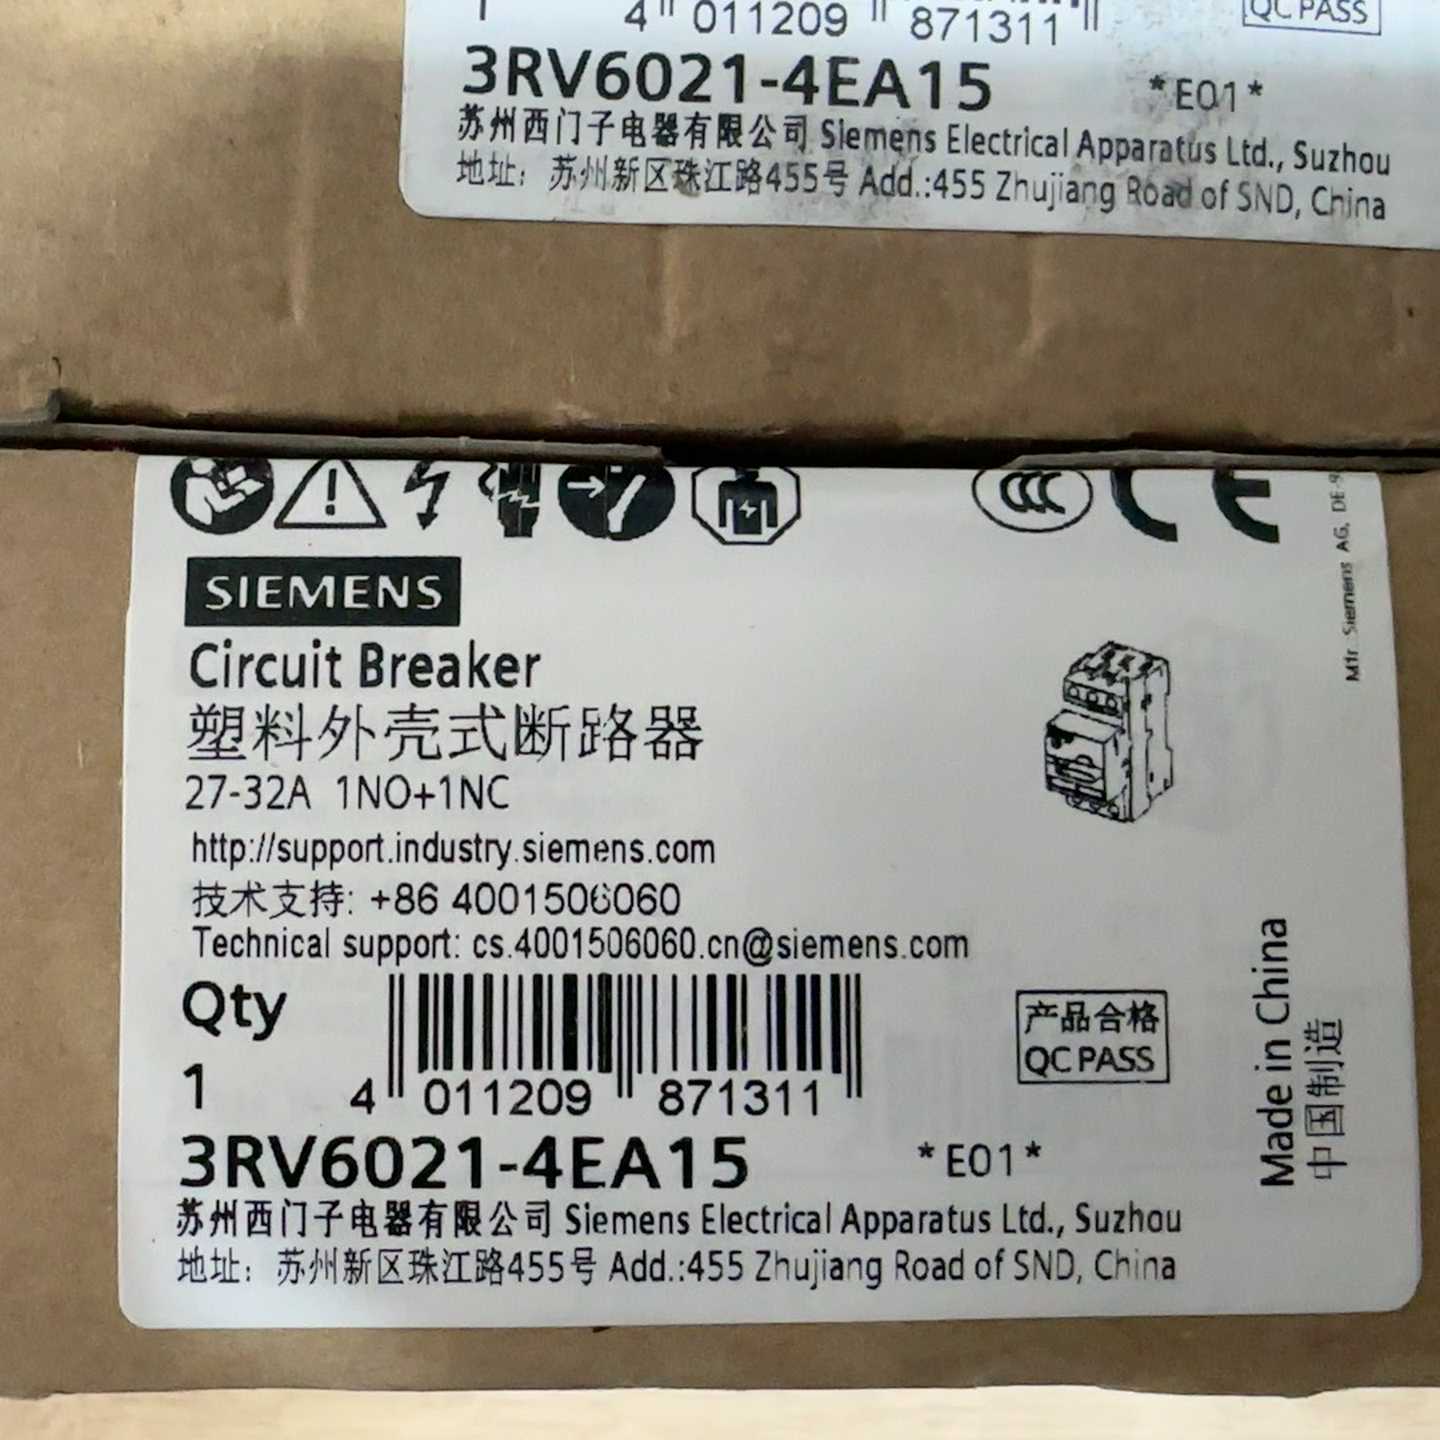 1
4 011209 871311
QC PASS
3RV6021-4EA15 *E01*
苏州西门子电器有限公司 Siemens Electrical Apparatus Ltd., Suzhou
地址：苏州新区珠江路455号 Add.:455 Zhujiang Road of SND, China
CCC CE
Mfr. Siemens AG, DE-9
SIEMENS
Circuit Breaker
塑料外壳式断路器
27-32A 1NO+1NC
http://support.industry.siemens.com
技术支持: +86 4001506060
Technical support: cs.4001506060.cn@siemens.com
Qty
1
4 011209 871311
产品合格
QC PASS
Made in China
中国制造
3RV6021-4EA15 *E01*
苏州西门子电器有限公司 Siemens Electrical Apparatus Ltd., Suzhou
地址：苏州新区珠江路455号 Add.:455 Zhujiang Road of SND, China